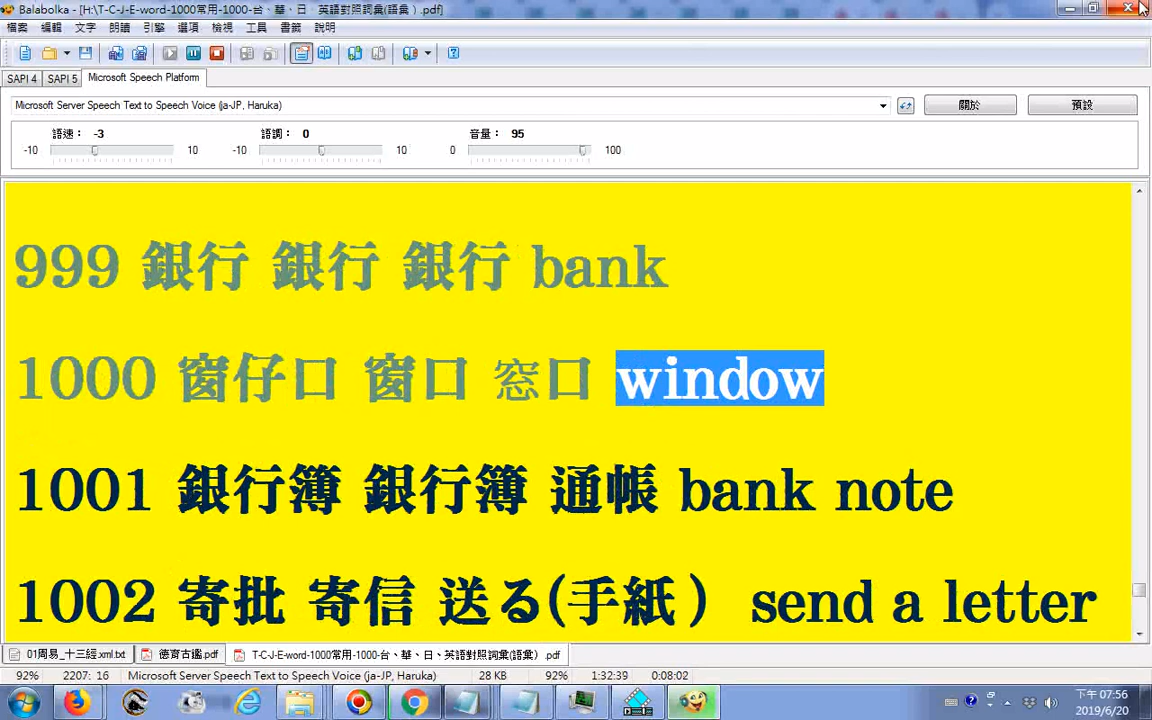 Balabolka - [H:\T-C-J-E-word-1000常用-1000-台、華、日、英語對照詞彙(語彙）.pdf]
檔案 編輯 文字 朗讀 引擎 選項 檢視 工具 書籤 說明
SAPI 4 SAPI 5 Microsoft Speech Platform
Microsoft Server Speech Text to Speech Voice (ja-JP, Haruka) 關於 預設
語速： -3 語調： 0 音量： 95
-10 10 -10 10 0 100
999 銀行 銀行 銀行 bank
1000 窗仔口 窗口 窓口 window
1001 銀行簿 銀行簿 通帳 bank note
1002 寄批 寄信 送る(手紙） send a letter
01周易_十三經.xml.txt 德育古鑑.pdf T-C-J-E-word-1000常用-1000-台、華、日、英語對照詞彙(語彙）.pdf
92% 2207: 16 Microsoft Server Speech Text to Speech Voice (ja-JP, Haruka) 28 KB 92% 1:32:39 0:08:02
下午 07:56
2019/6/20